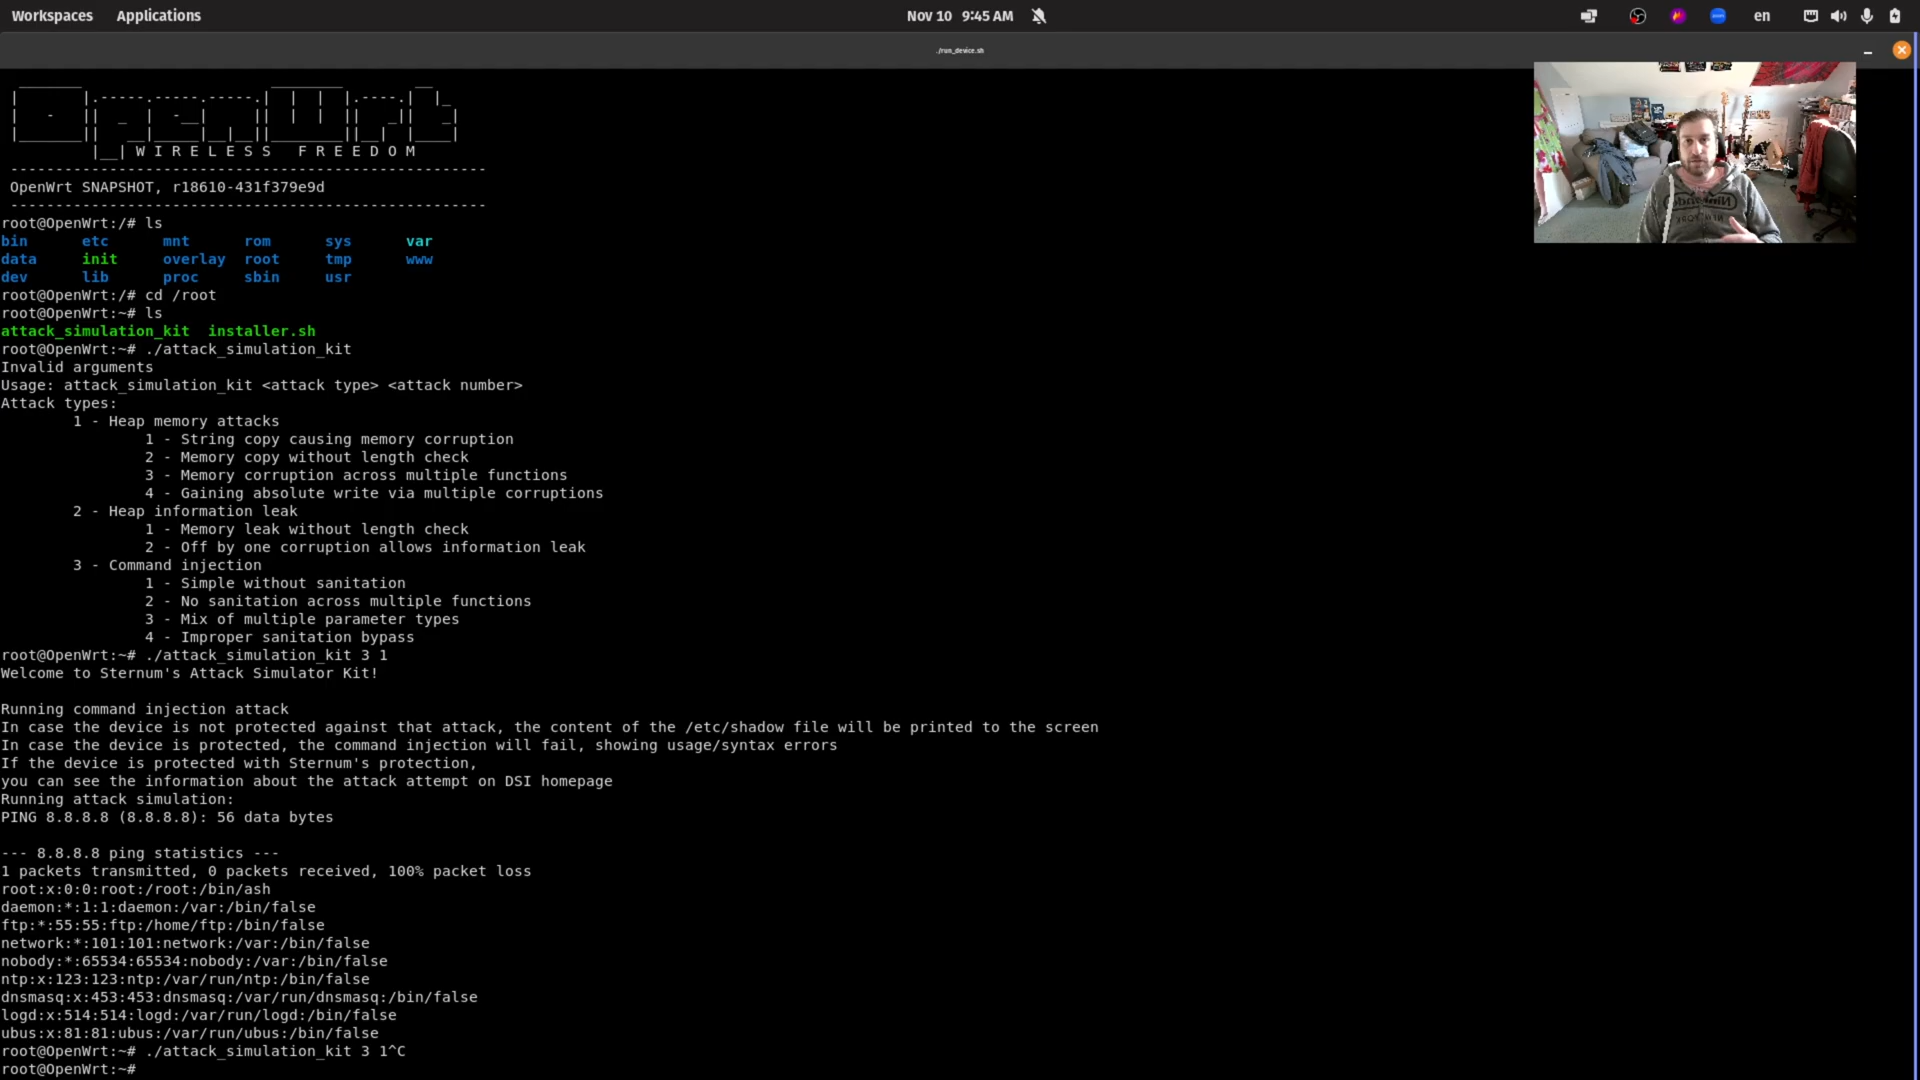 Workspaces Applications Nov 10 9:45 AM en
./run_device.sh
OpenWrt
W I R E L E S S F R E E D O M
-----------------------------------------------------
OpenWrt SNAPSHOT, r18610-431f379e9d
-----------------------------------------------------
root@OpenWrt:/# ls
bin etc mnt rom sys var
data init overlay root tmp www
dev lib proc sbin usr
root@OpenWrt:/# cd /root
root@OpenWrt:~# ls
attack_simulation_kit installer.sh
root@OpenWrt:~# ./attack_simulation_kit
Invalid arguments
Usage: attack_simulation_kit <attack type> <attack number>
Attack types:
1 - Heap memory attacks
1 - String copy causing memory corruption
2 - Memory copy without length check
3 - Memory corruption across multiple functions
4 - Gaining absolute write via multiple corruptions
2 - Heap information leak
1 - Memory leak without length check
2 - Off by one corruption allows information leak
3 - Command injection
1 - Simple without sanitation
2 - No sanitation across multiple functions
3 - Mix of multiple parameter types
4 - Improper sanitation bypass
root@OpenWrt:~# ./attack_simulation_kit 3 1
Welcome to Sternum's Attack Simulator Kit!
Running command injection attack
In case the device is not protected against that attack, the content of the /etc/shadow file will be printed to the screen
In case the device is protected, the command injection will fail, showing usage/syntax errors
If the device is protected with Sternum's protection,
you can see the information about the attack attempt on DSI homepage
Running attack simulation:
PING 8.8.8.8 (8.8.8.8): 56 data bytes
--- 8.8.8.8 ping statistics ---
1 packets transmitted, 0 packets received, 100% packet loss
root:x:0:0:root:/root:/bin/ash
daemon:*:1:1:daemon:/var:/bin/false
ftp:*:55:55:ftp:/home/ftp:/bin/false
network:*:101:101:network:/var:/bin/false
nobody:*:65534:65534:nobody:/var:/bin/false
ntp:x:123:123:ntp:/var/run/ntp:/bin/false
dnsmasq:x:453:453:dnsmasq:/var/run/dnsmasq:/bin/false
logd:x:514:514:logd:/var/run/logd:/bin/false
ubus:x:81:81:ubus:/var/run/ubus:/bin/false
root@OpenWrt:~# ./attack_simulation_kit 3 1^C
root@OpenWrt:~#